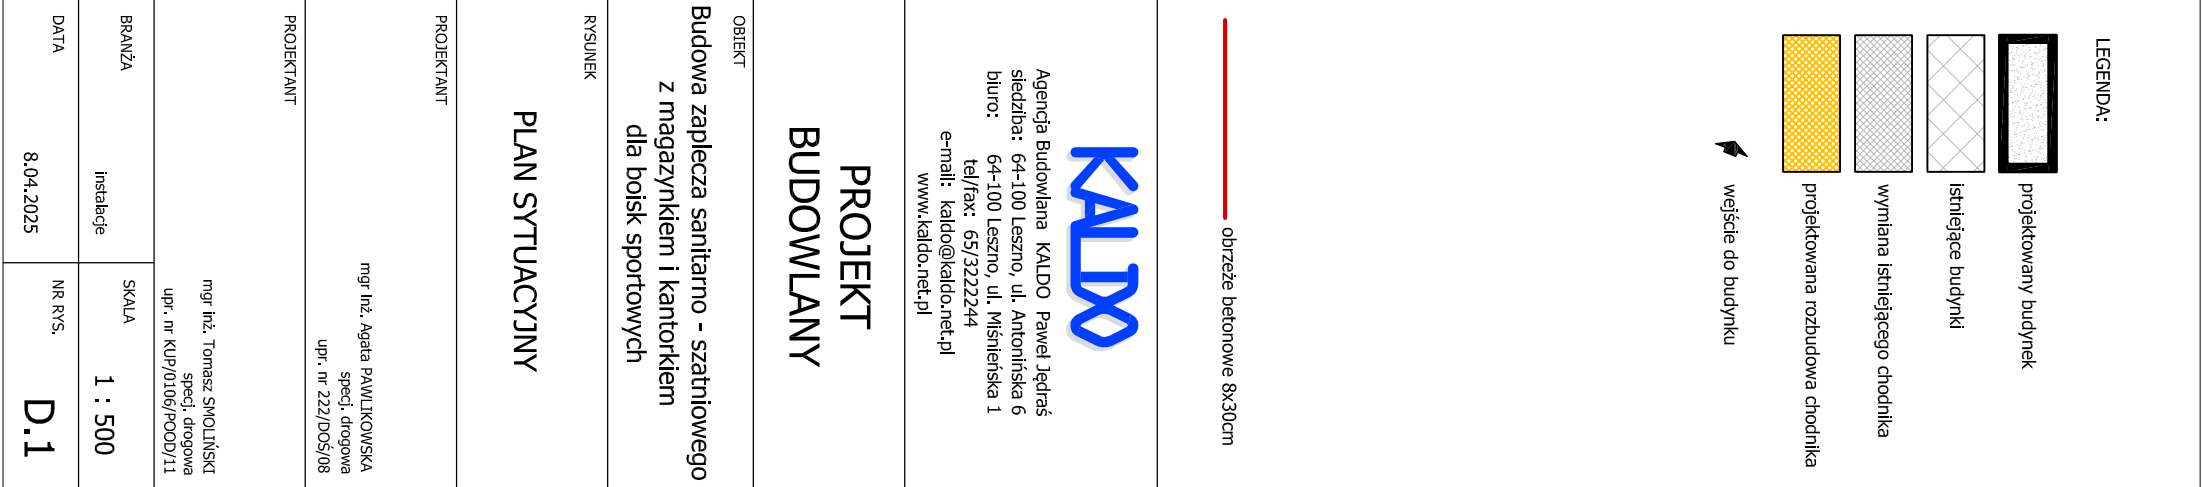 LEGENDA:
projektowany budynek
istniejące budynki
wymiana istniejącego chodnika
projektowana rozbudowa chodnika
wejście do budynku
obrzeże betonowe 8x30cm
KALDO
Agencja Budowlana KALDO Paweł Jędraś
siedziba: 64-100 Leszno, ul. Antonińska 6
biuro: 64-100 Leszno, ul. Miśnieńska 1
tel/fax: 65/3222244
e-mail: kaldo@kaldo.net.pl
www.kaldo.net.pl
PROJEKT
BUDOWLANY
OBIEKT
Budowa zaplecza sanitarno - szatniowego
z magazynkiem i kantorkiem
dla boisk sportowych
RYSUNEK
PLAN SYTUACYJNY
PROJEKTANT
mgr inż. Agata PAWLIKOWSKA
specj. drogowa
upr. nr 222/DOŚ/08
PROJEKTANT
mgr inż. Tomasz SMOLIŃSKI
specj. drogowa
upr. nr KUP/0106/POOD/11
BRANŻA
instalacje
SKALA
1 : 500
DATA
8.04.2025
NR RYS.
D.1